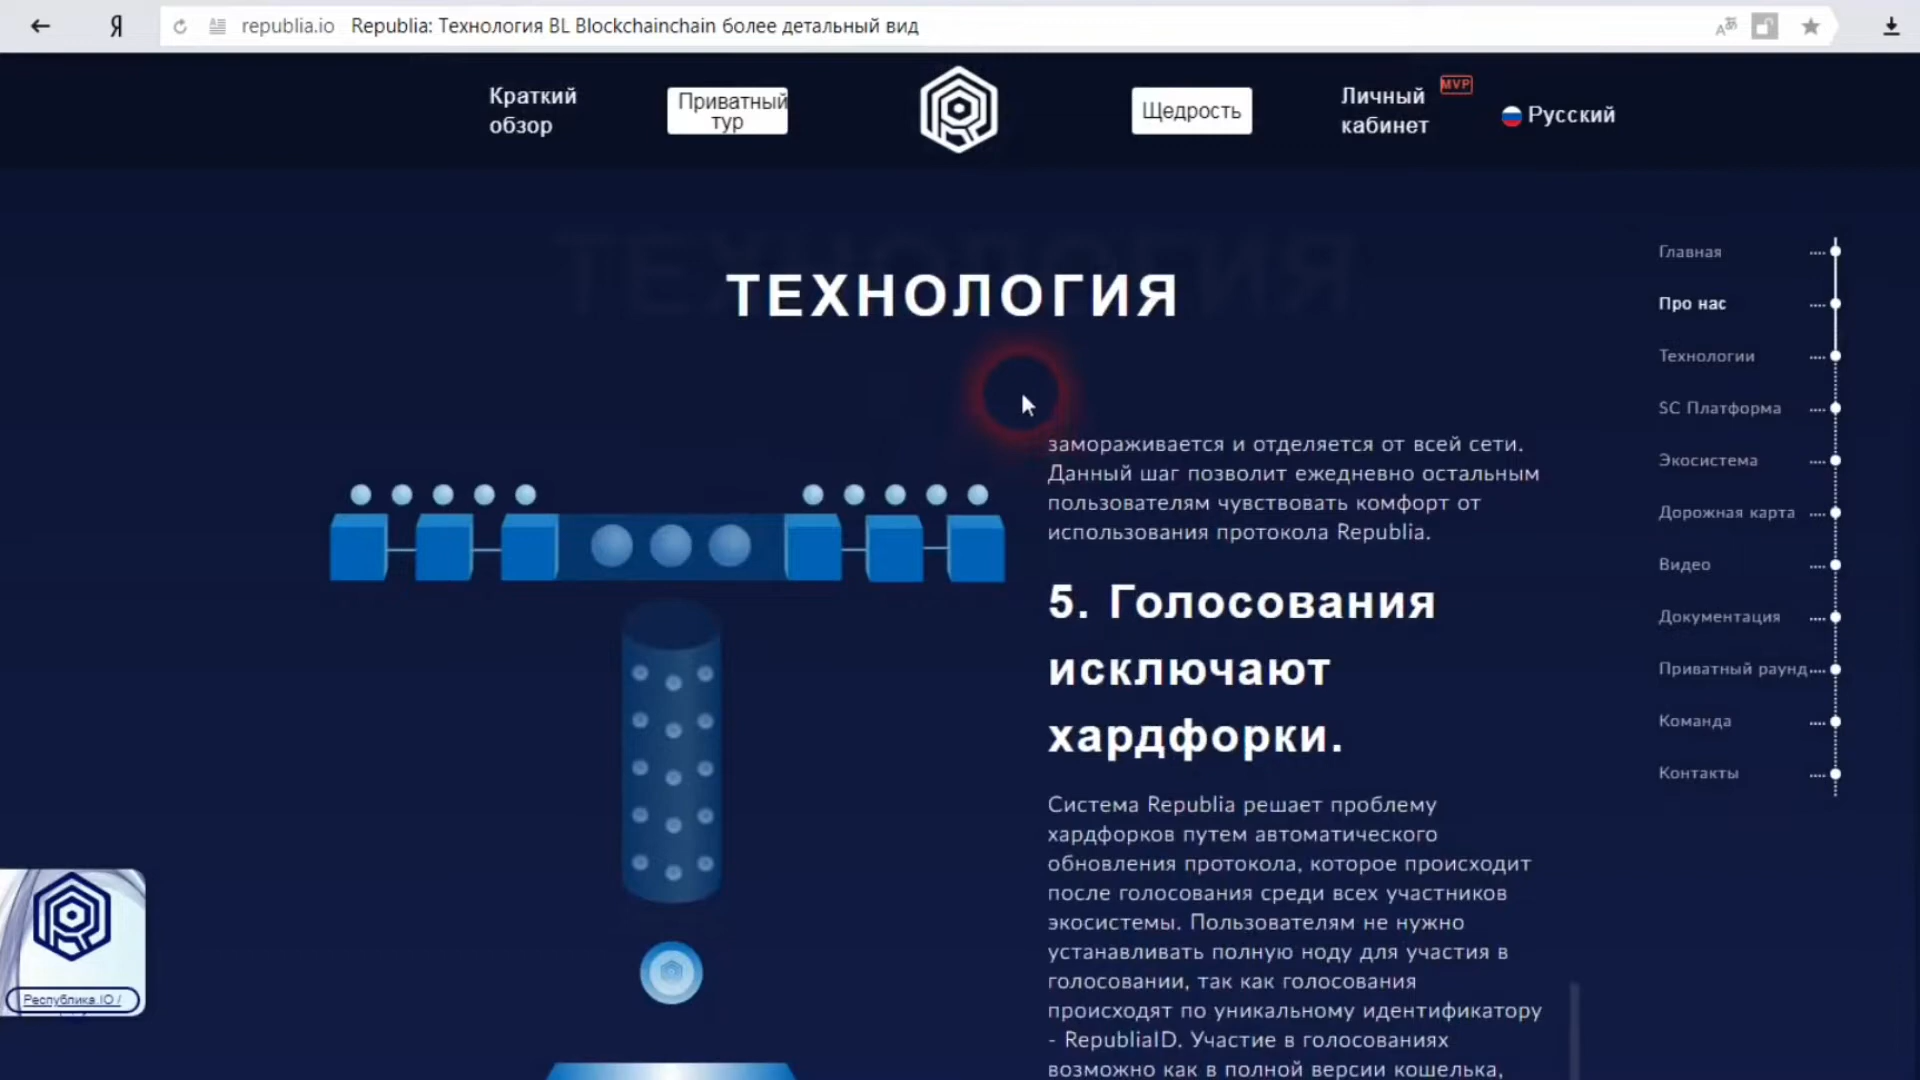 republia.io Republia: Технология BL Blockchainchain более детальный вид
Краткий
обзор
Приватный
тур
Щедрость
Личный
кабинет
MVP
Русский
ТЕХНОЛОГИЯ
замораживается и отделяется от всей сети.
Данный шаг позволит ежедневно остальным
пользователям чувствовать комфорт от
использования протокола Republia.
5. Голосования
исключают
хардфорки.
Система Republia решает проблему
хардфорков путем автоматического
обновления протокола, которое происходит
после голосования среди всех участников
экосистемы. Пользователям не нужно
устанавливать полную ноду для участия в
голосовании, так как голосования
происходят по уникальному идентификатору
- RepubliaID. Участие в голосованиях
возможно как в полной версии кошелька,
Главная
Про нас
Технологии
SC Платформа
Экосистема
Дорожная карта
Видео
Документация
Приватный раунд
Команда
Контакты
Республика.IO /